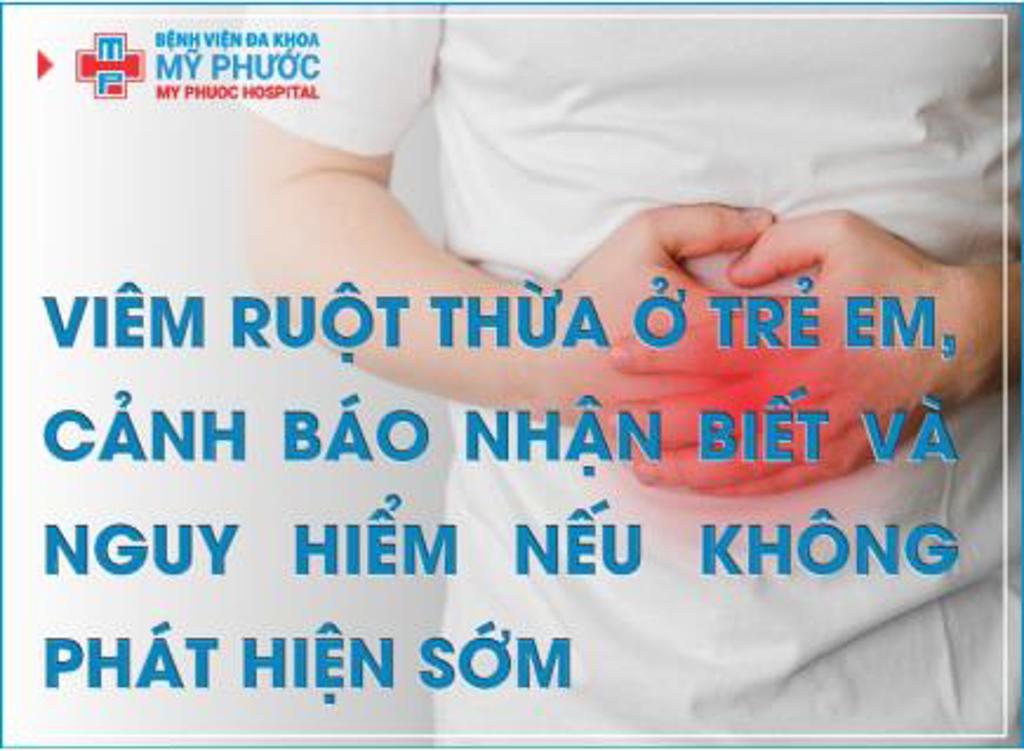 BỆNH VIỆN ĐA KHOA
MỸ PHƯỚC
MY PHUOC HOSPITAL
MP
VIÊM RUỘT THỪA Ở TRẺ EM,
CẢNH BÁO NHẬN BIẾT VÀ
NGUY HIỂM NẾU KHÔNG
PHÁT HIỆN SỚM